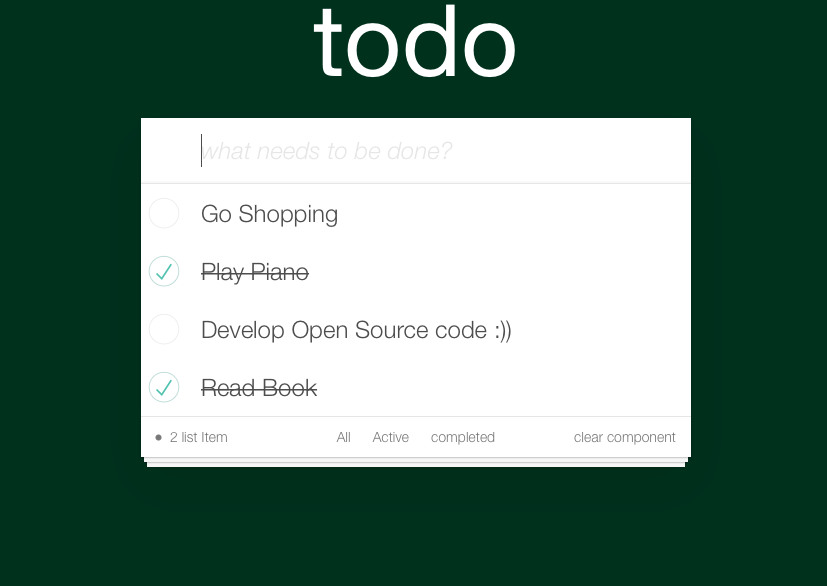 todo
what needs to be done?
Go Shopping
Play Piano
Develop Open Source code :))
Read Book
2 list Item All Active completed clear component